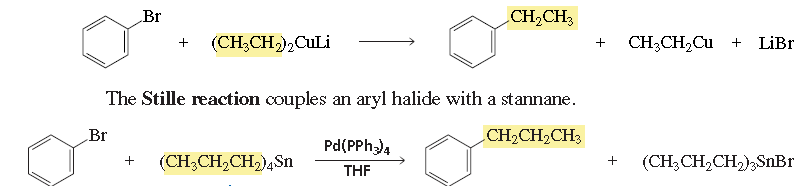 Br + (CH₃CH₂)₂CuLi ⟶ CH₂CH₃ + CH₃CH₂Cu + LiBr
The Stille reaction couples an aryl halide with a stannane.
Br + (CH₃CH₂CH₂)₄Sn Pd(PPh₃)₄ THF ⟶ CH₂CH₂CH₃ + (CH₃CH₂CH₂)₃SnBr